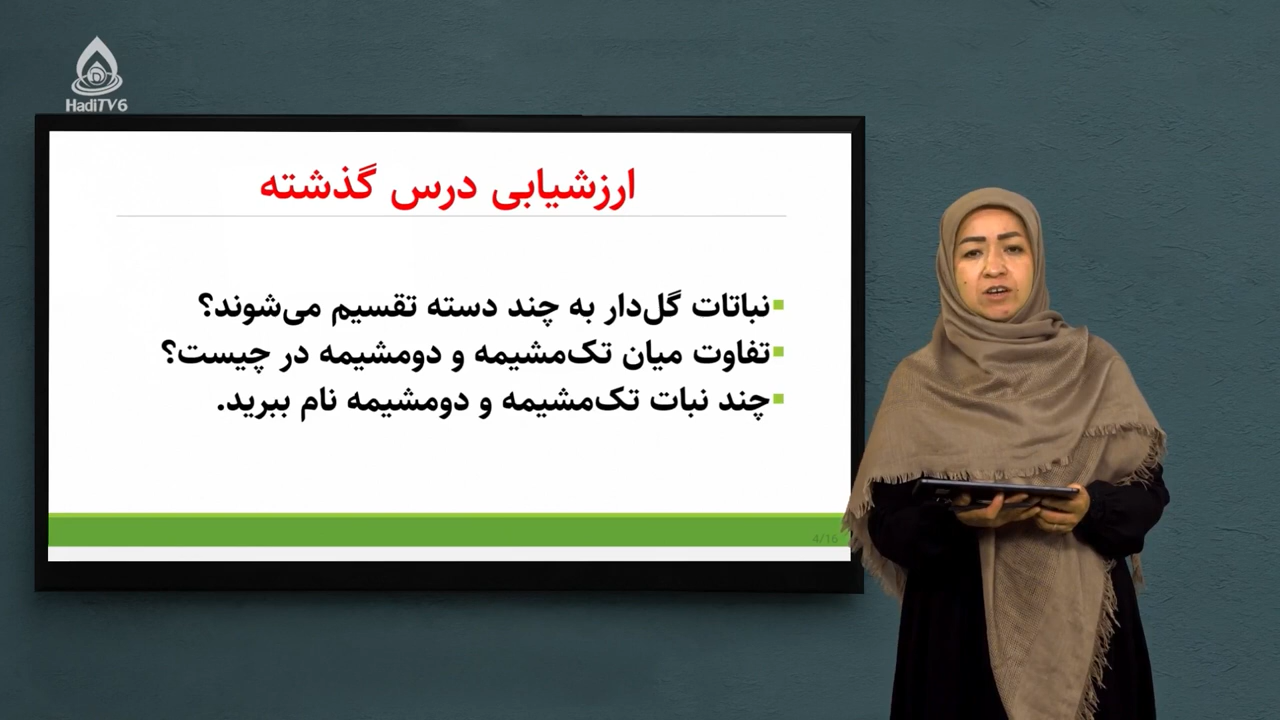 HadiTV6
ارزشیابی درس گذشته
نباتات گل‌دار به چند دسته تقسیم می‌شوند؟
تفاوت میان تک‌مشیمه و دومشیمه در چیست؟
چند نبات تک‌مشیمه و دومشیمه نام ببرید.
4/16